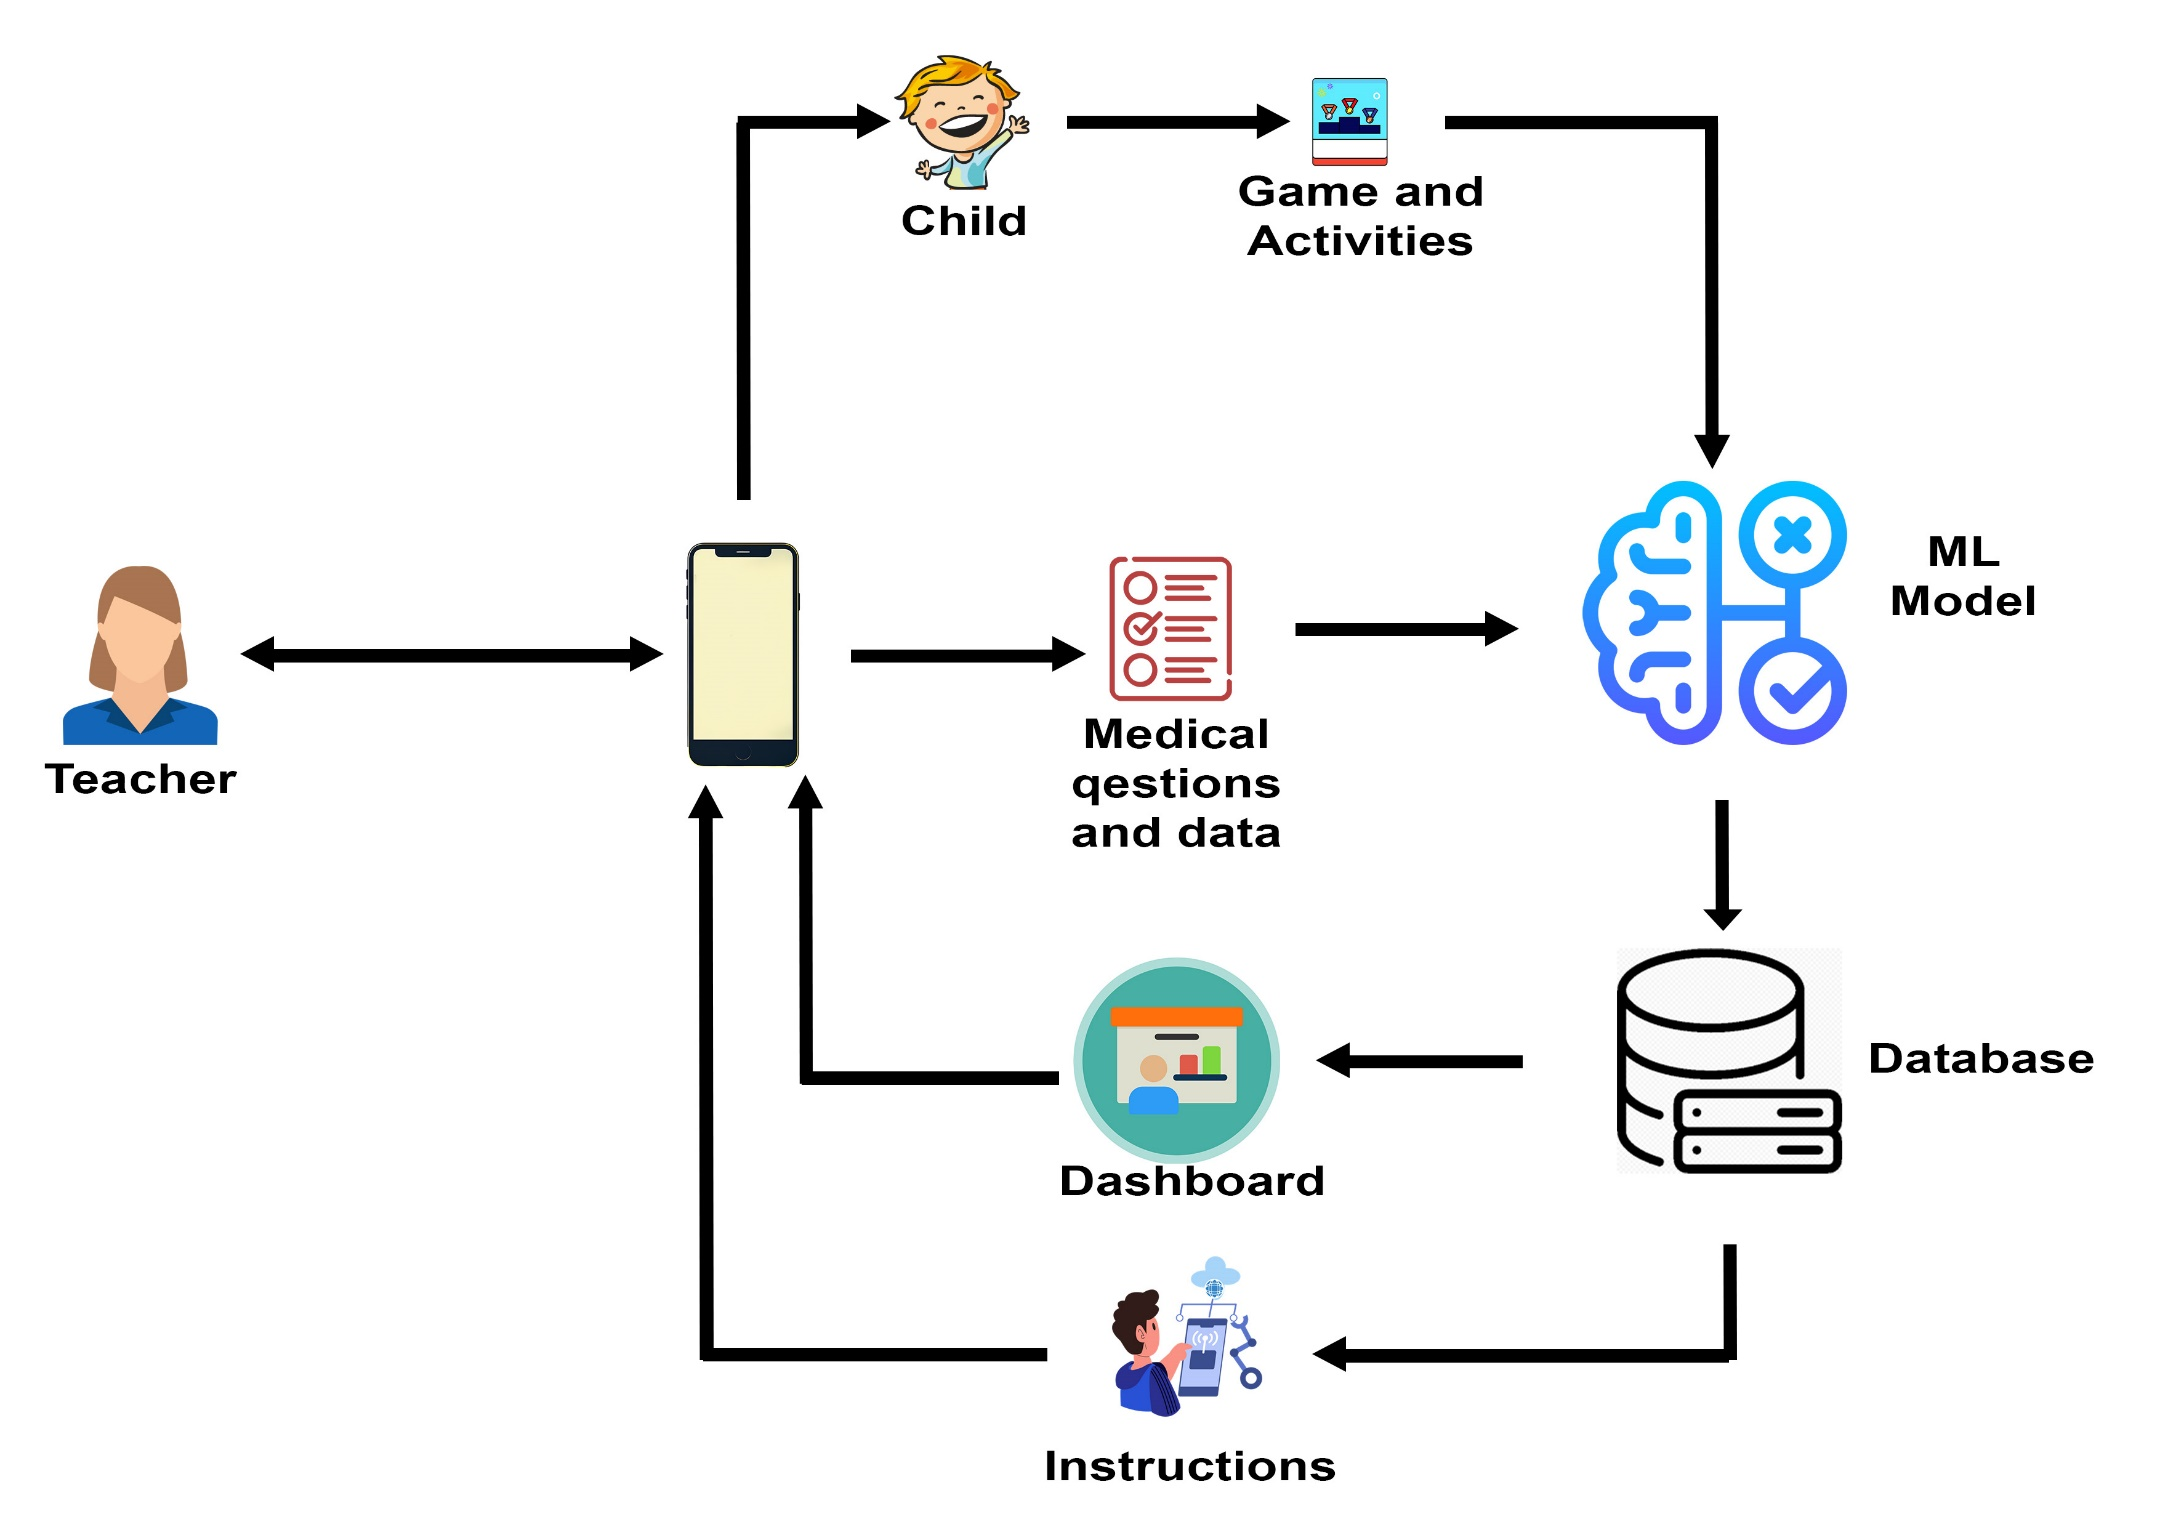 Child
Game and
Activities
ML
Model
Teacher
Medical
qestions
and data
Database
Dashboard
Instructions